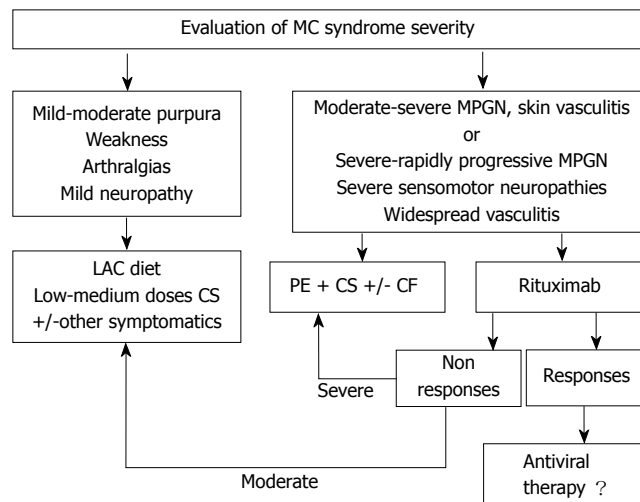 Evaluation of MC syndrome severity
Mild-moderate purpura
Weakness
Arthralgias
Mild neuropathy
Moderate-severe MPGN, skin vasculitis
or
Severe-rapidly progressive MPGN
Severe sensomotor neuropathies
Widespread vasculitis
LAC diet
Low-medium doses CS
+/-other symptomatics
PE + CS +/- CF
Rituximab
Severe
Non
responses
Responses
Moderate
Antiviral
therapy ?